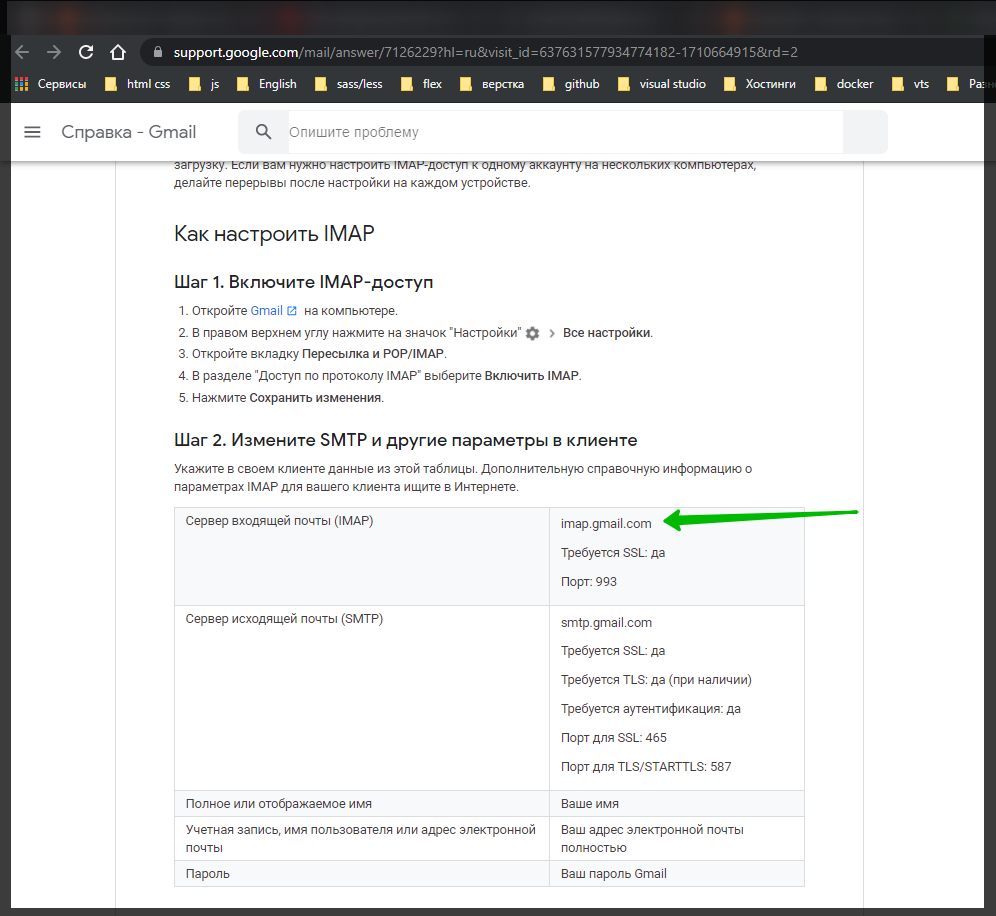 support.google.com/mail/answer/7126229?hl=ru&visit_id=637631577934774182-1710664915&rd=2
Сервисы html css js English sass/less flex верстка github visual studio Хостинги docker vts
Справка - Gmail Опишите проблему
загрузку. Если вам нужно настроить IMAP-доступ к одному аккаунту на нескольких компьютерах,
делайте перерывы после настройки на каждом устройстве.
Как настроить IMAP
Шаг 1. Включите IMAP-доступ
1. Откройте Gmail на компьютере.
2. В правом верхнем углу нажмите на значок "Настройки" > Все настройки.
3. Откройте вкладку Пересылка и POP/IMAP.
4. В разделе "Доступ по протоколу IMAP" выберите Включить IMAP.
5. Нажмите Сохранить изменения.
Шаг 2. Измените SMTP и другие параметры в клиенте
Укажите в своем клиенте данные из этой таблицы. Дополнительную справочную информацию о
параметрах IMAP для вашего клиента ищите в Интернете.
Сервер входящей почты (IMAP)
imap.gmail.com
Требуется SSL: да
Порт: 993
Сервер исходящей почты (SMTP)
smtp.gmail.com
Требуется SSL: да
Требуется TLS: да (при наличии)
Требуется аутентификация: да
Порт для SSL: 465
Порт для TLS/STARTTLS: 587
Полное или отображаемое имя
Ваше имя
Учетная запись, имя пользователя или адрес электронной
почты
Ваш адрес электронной почты
полностью
Пароль
Ваш пароль Gmail